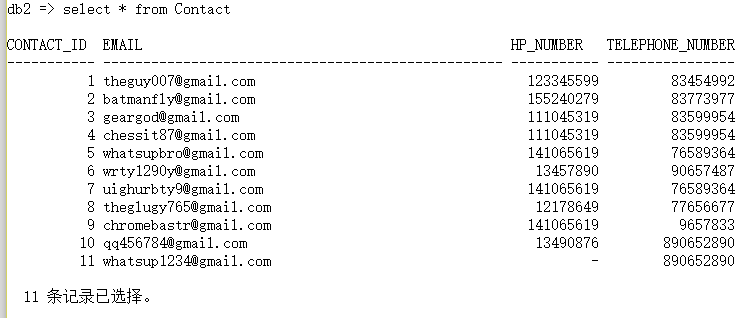 db2 => select * from Contact
CONTACT_ID EMAIL HP_NUMBER TELEPHONE_NUMBER
----------- -------------------------------------------------- ----------- ----------------
1 theguy007@gmail.com 123345599 83454992
2 batmanfly@gmail.com 155240279 83773977
3 geargod@gmail.com 111045319 83599954
4 chessit87@gmail.com 111045319 83599954
5 whatsupbro@gmail.com 141065619 76589364
6 wrty1290y@gmail.com 13457890 90657487
7 uighurbty9@gmail.com 141065619 76589364
8 theglugy765@gmail.com 12178649 77656677
9 chromebastr@gmail.com 141065619 9657833
10 qq456784@gmail.com 13490876 890652890
11 whatsup1234@gmail.com - 890652890
11 条记录已选择。